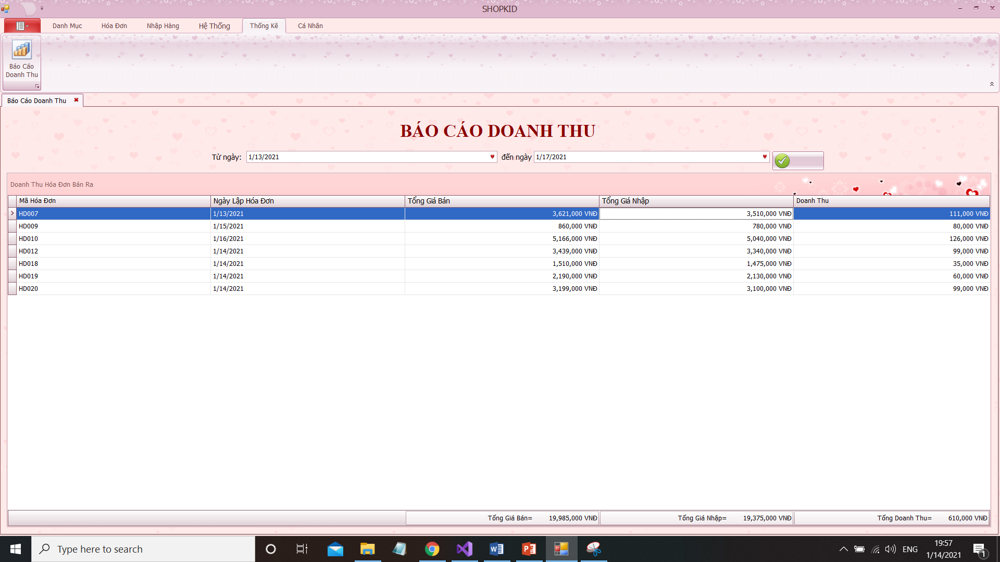 SHOPKID
Danh Mục Hóa Đơn Nhập Hàng Hệ Thống Thống Kê Cá Nhân
Báo Cáo
Doanh Thu
Báo Cáo Doanh Thu
BÁO CÁO DOANH THU
Từ ngày: 1/13/2021 đến ngày 1/17/2021
Doanh Thu Hóa Đơn Bán Ra
Mã Hóa Đơn Ngày Lập Hóa Đơn Tổng Giá Bán Tổng Giá Nhập Doanh Thu
HD007 1/13/2021 3,621,000 VNĐ 3,510,000 VNĐ 111,000 VNĐ
HD009 1/15/2021 860,000 VNĐ 780,000 VNĐ 80,000 VNĐ
HD010 1/16/2021 5,166,000 VNĐ 5,040,000 VNĐ 126,000 VNĐ
HD012 1/14/2021 3,439,000 VNĐ 3,340,000 VNĐ 99,000 VNĐ
HD018 1/14/2021 1,510,000 VNĐ 1,475,000 VNĐ 35,000 VNĐ
HD019 1/14/2021 2,190,000 VNĐ 2,130,000 VNĐ 60,000 VNĐ
HD020 1/14/2021 3,199,000 VNĐ 3,100,000 VNĐ 99,000 VNĐ
Tổng Giá Bán= 19,985,000 VNĐ Tổng Giá Nhập= 19,375,000 VNĐ Tổng Doanh Thu= 610,000 VNĐ
Type here to search
ENG
19:57
1/14/2021
1